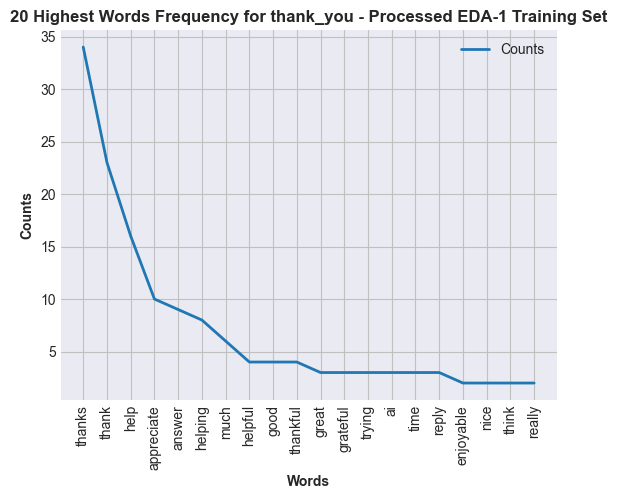 20 Highest Words Frequency for thank_you - Processed EDA-1 Training Set
Counts
35
30
25
20
15
10
5
Counts
thanks
thank
help
appreciate
answer
helping
much
helpful
good
thankful
great
grateful
trying
ai
time
reply
enjoyable
nice
think
really
Words